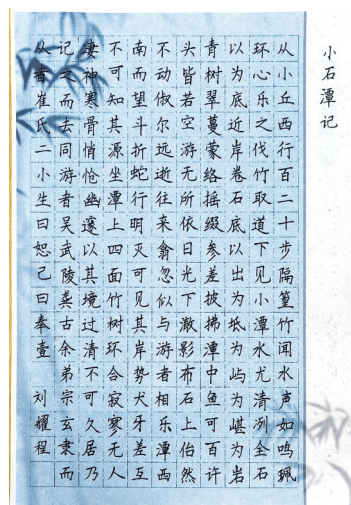 小石潭记
从小丘西行百二十步隔篁竹闻水声如鸣珮
环心乐之伐竹取道下见小潭水尤清冽全石
以为底近岸卷石底以出为坻为屿为嵁为岩
青树翠蔓蒙络摇缀参差披拂潭中鱼可百许
头皆若空游无所依日光下澈影布石上佁然
不动俶尔远逝往来翕忽似与游者相乐潭西
南而望斗折蛇行明灭可见其岸势犬牙差互
不可知其源坐潭上四面竹树环合寂寥无人
凄神寒骨悄怆幽邃以其境过清不可久居乃
记之而去同游者吴武陵龚古余弟宗玄隶而
从者崔氏二小生曰恕己曰奉壹 刘耀程